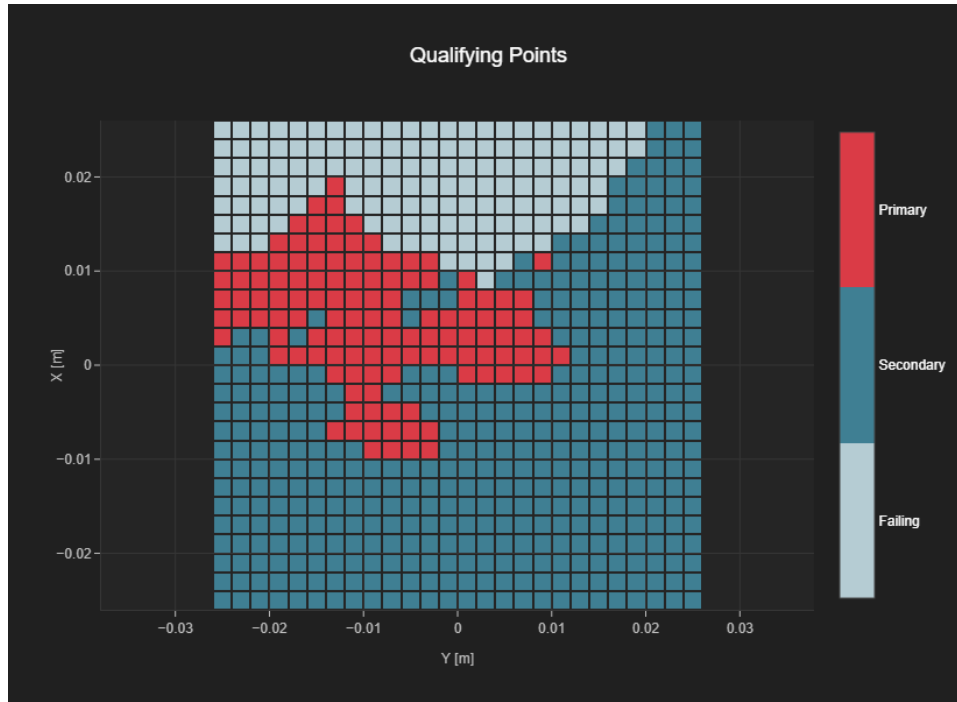 Qualifying Points
0.02
0.01
0
−0.01
−0.02
X [m]
−0.03
−0.02
−0.01
0
0.01
0.02
0.03
Y [m]
Primary
Secondary
Failing